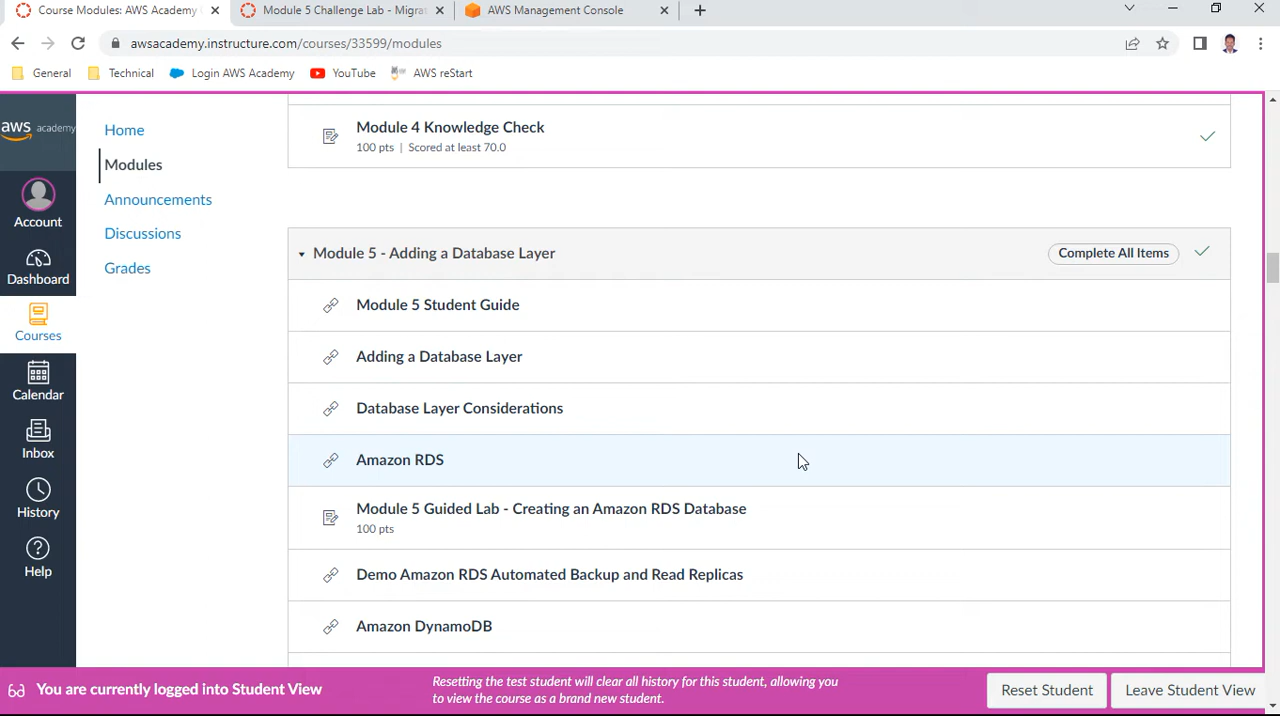 Course Modules: AWS Academy
Module 5 Challenge Lab - Migrat
AWS Management Console
awsacademy.instructure.com/courses/33599/modules
General
Technical
Login AWS Academy
YouTube
AWS reStart
aws academy
Account
Dashboard
Courses
Calendar
Inbox
History
Help
Home
Modules
Announcements
Discussions
Grades
Module 4 Knowledge Check
100 pts | Scored at least 70.0
Module 5 - Adding a Database Layer
Complete All Items
Module 5 Student Guide
Adding a Database Layer
Database Layer Considerations
Amazon RDS
Module 5 Guided Lab - Creating an Amazon RDS Database
100 pts
Demo Amazon RDS Automated Backup and Read Replicas
Amazon DynamoDB
You are currently logged into Student View
Resetting the test student will clear all history for this student, allowing you
to view the course as a brand new student.
Reset Student
Leave Student View